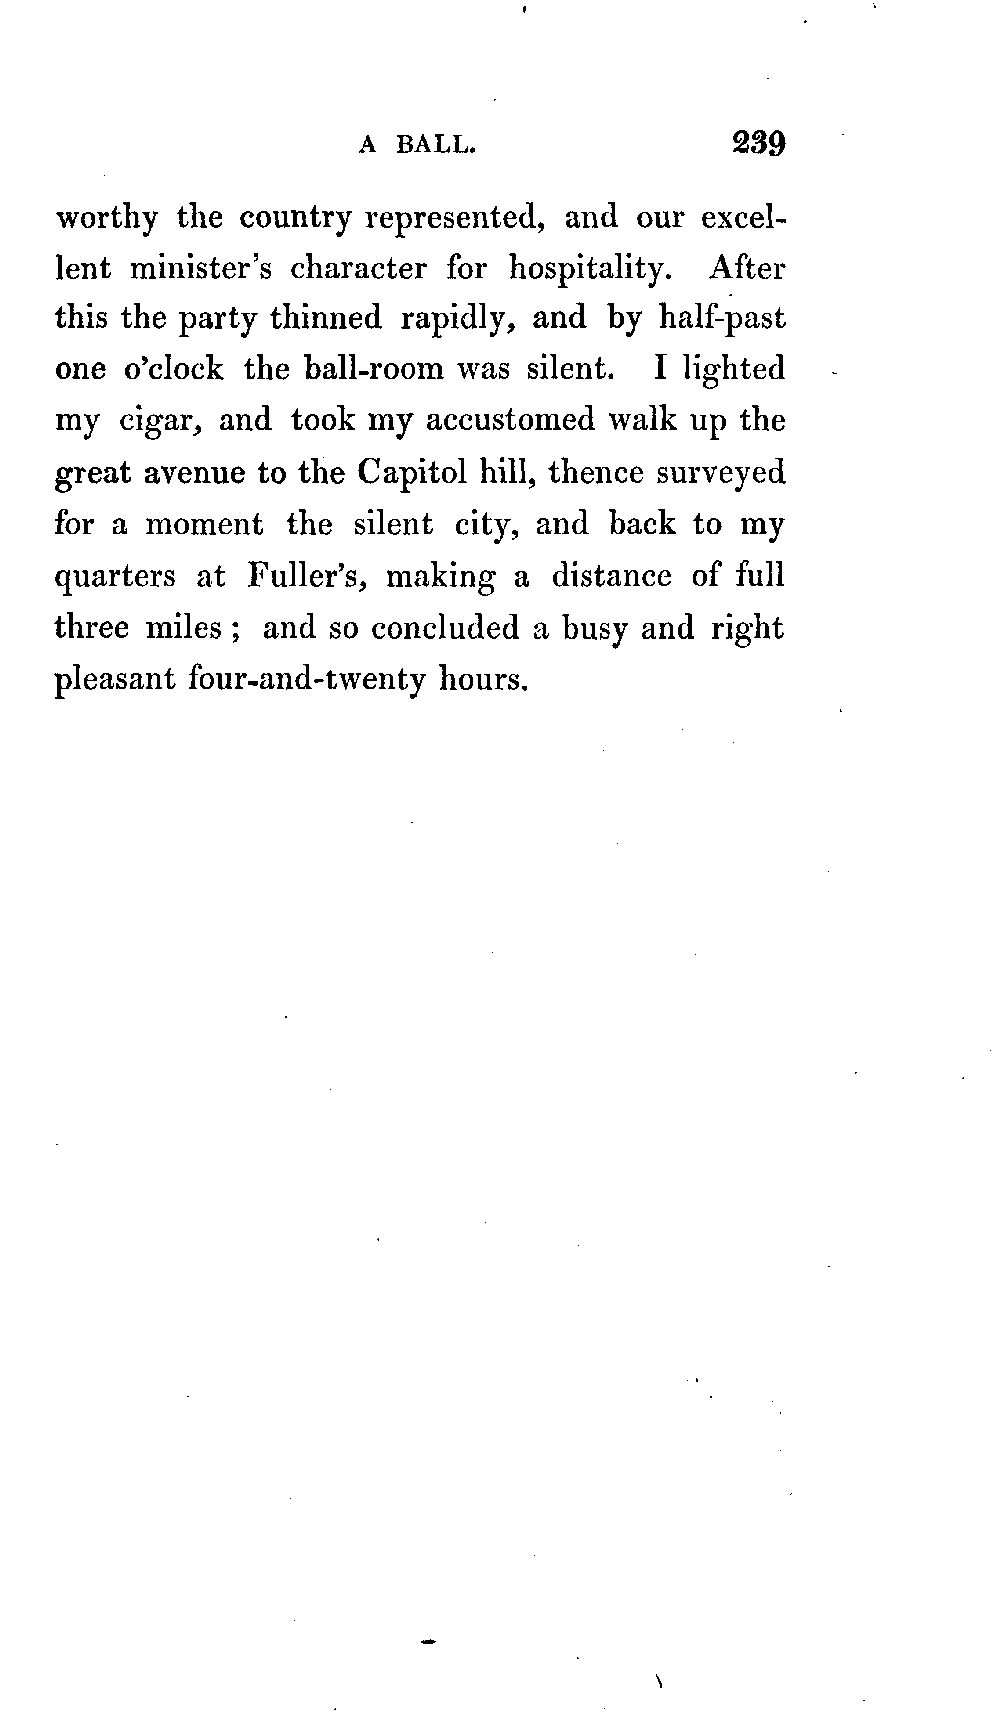 A BALL. 239
worthy the country represented, and our excel-
lent minister's character for hospitality. After
this the party thinned rapidly, and by half-past
one o'clock the ball-room was silent. I lighted
my cigar, and took my accustomed walk up the
great avenue to the Capitol hill, thence surveyed
for a moment the silent city, and back to my
quarters at Fuller's, making a distance of full
three miles ; and so concluded a busy and right
pleasant four-and-twenty hours.